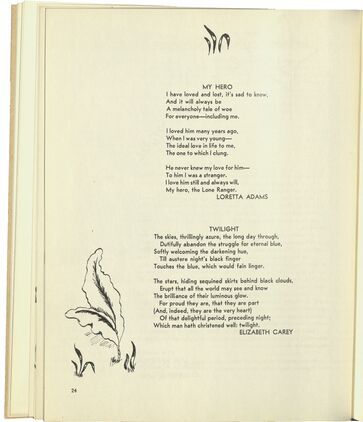 MY HERO
I have loved and lost, it's sad to know,
And it will always be
A melancholy tale of woe
For everyone—including me.
I loved him many years ago,
When I was very young—
The ideal love in life to me,
The one to which I clung.
He never knew my love for him—
To him I was a stranger.
I love him still and always will,
My hero, the Lone Ranger.
LORETTA ADAMS
TWILIGHT
The skies, thrillingly azure, the long day through,
Dutifully abandon the struggle for eternal blue,
Softly welcoming the darkening hue,
Till austere night's black finger
Touches the blue, which would fain linger.
The stars, hiding sequined skirts behind black clouds,
Erupt that all the world may see and know
The brilliance of their luminous glow.
For proud they are, that they are part
(And, indeed, they are the very heart)
Of that delightful period, preceding night;
Which man hath christened well: twilight.
ELIZABETH CAREY
24